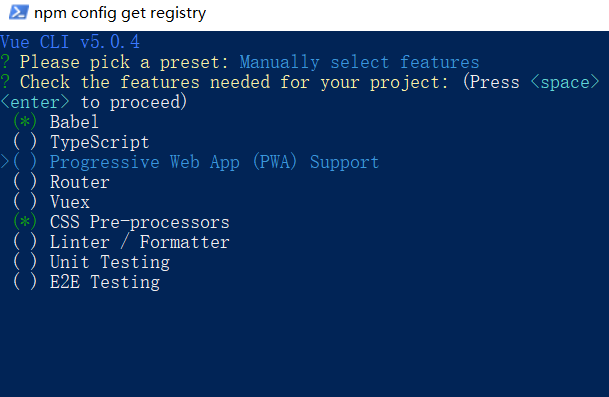 npm config get registry
Vue CLI v5.0.4
? Please pick a preset: Manually select features
? Check the features needed for your project: (Press <space>
<enter> to proceed)
(*) Babel
( ) TypeScript
>( ) Progressive Web App (PWA) Support
( ) Router
( ) Vuex
(*) CSS Pre-processors
( ) Linter / Formatter
( ) Unit Testing
( ) E2E Testing